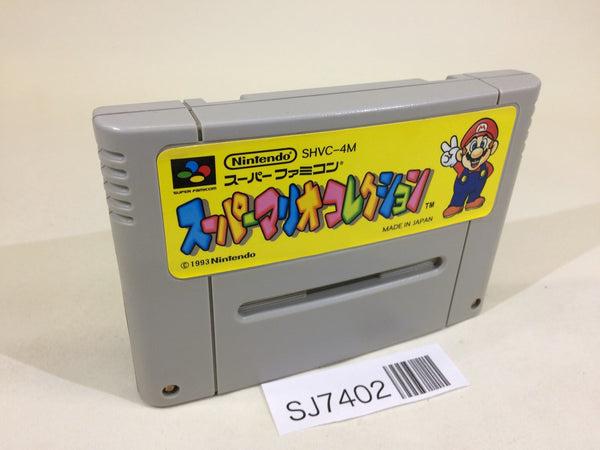 Nintendo SHVC-4M
スーパーファミコン®
SUPER FAMICOM
スーパーマリオコレクション TM
© 1993 Nintendo
MADE IN JAPAN
SJ7402